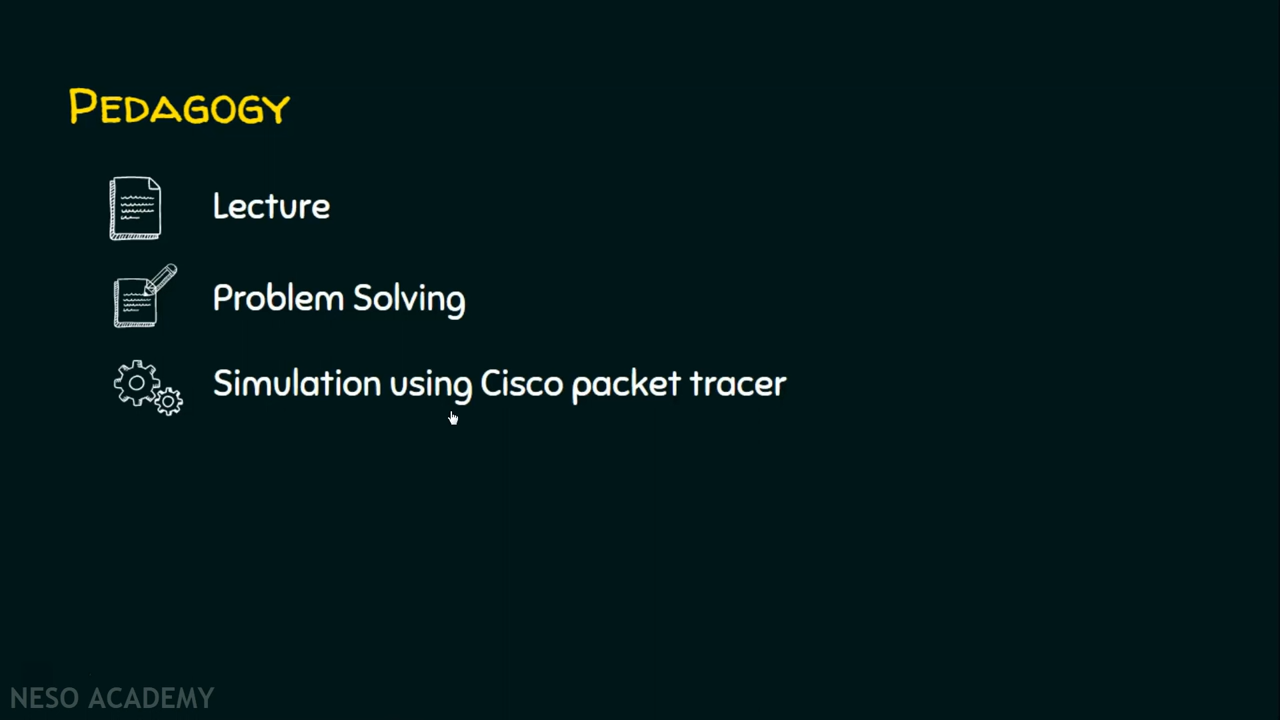 PEDAGOGY
Lecture
Problem Solving
Simulation using Cisco packet tracer
NESO ACADEMY